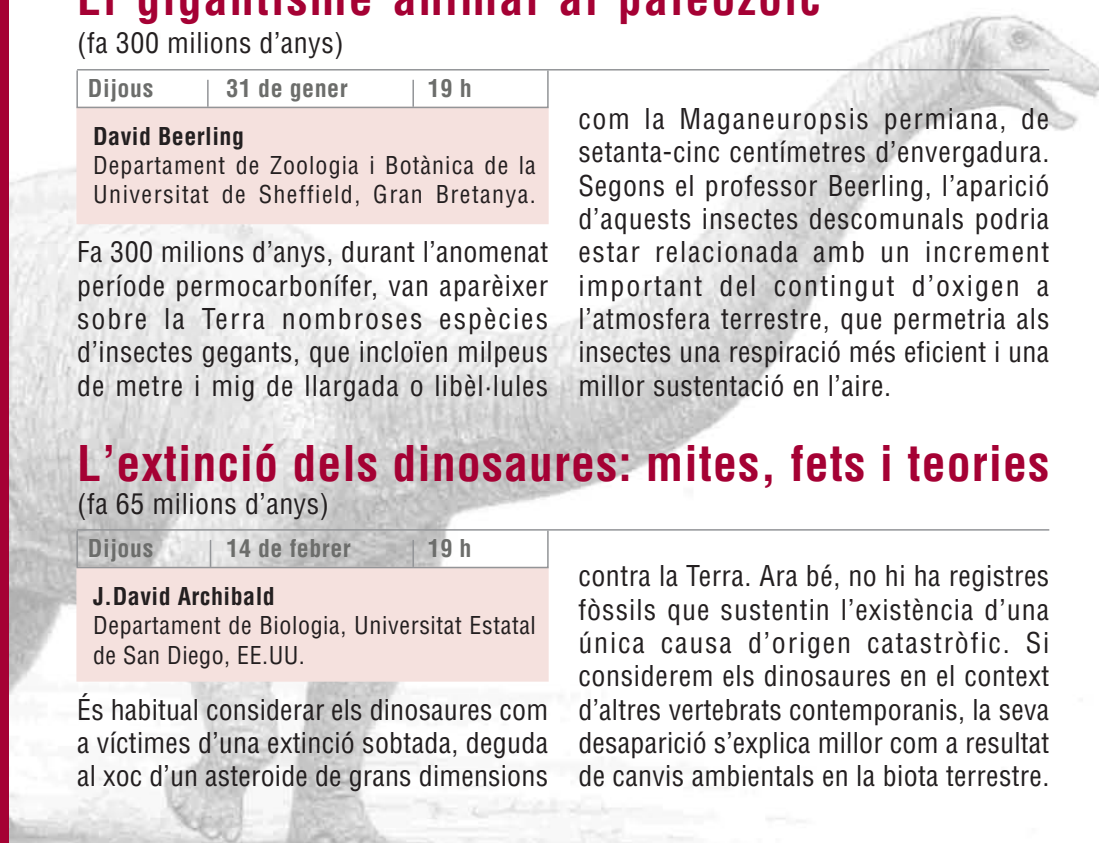 El gigantisme animal al paleozoic
(fa 300 milions d’anys)
Dijous 31 de gener 19 h
David Beerling
Departament de Zoologia i Botànica de la
Universitat de Sheffield, Gran Bretanya.
Fa 300 milions d’anys, durant l’anomenat
període permocarbonífer, van aparèixer
sobre la Terra nombroses espècies
d’insectes gegants, que incloïen milpeus
de metre i mig de llargada o libèl·lules
com la Maganeuropsis permiana, de
setanta-cinc centímetres d’envergadura.
Segons el professor Beerling, l’aparició
d’aquests insectes descomunals podria
estar relacionada amb un increment
important del contingut d’oxigen a
l’atmosfera terrestre, que permetria als
insectes una respiració més eficient i una
millor sustentació en l’aire.
L’extinció dels dinosaures: mites, fets i teories
(fa 65 milions d’anys)
Dijous 14 de febrer 19 h
J.David Archibald
Departament de Biologia, Universitat Estatal
de San Diego, EE.UU.
És habitual considerar els dinosaures com
a víctimes d’una extinció sobtada, deguda
al xoc d’un asteroide de grans dimensions
contra la Terra. Ara bé, no hi ha registres
fòssils que sustentin l’existència d’una
única causa d’origen catastròfic. Si
considerem els dinosaures en el context
d’altres vertebrats contemporanis, la seva
desaparició s’explica millor com a resultat
de canvis ambientals en la biota terrestre.